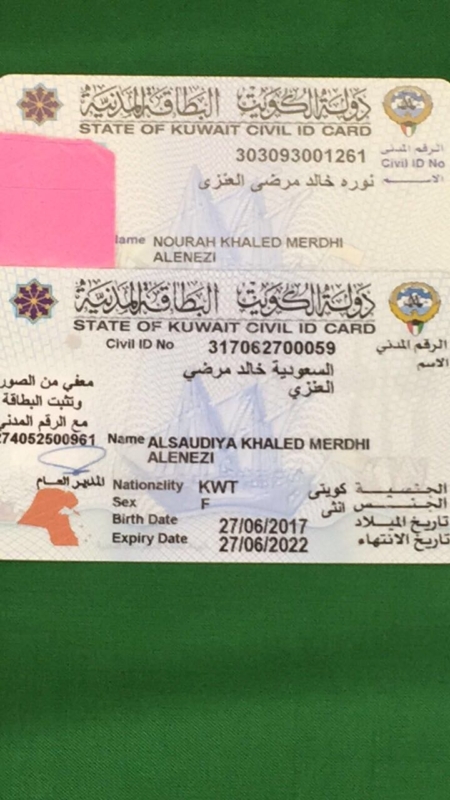 دولة الكويت البطاقة المدنية
STATE OF KUWAIT CIVIL ID CARD
303093001261 الرقم المدني
Civil ID No
نوره خالد مرضي العنزي الاسم
Name NOURAH KHALED MERDHI
ALENEZI
دولة الكويت البطاقة المدنية
STATE OF KUWAIT CIVIL ID CARD
Civil ID No 317062700059 الرقم المدني
الاسم
السعودية خالد مرضي
العنزي
معفي من الصور
وتثبت البطاقة
مع الرقم المدني
274052500961
Name ALSAUDIYA KHALED MERDHI
ALENEZI
المدير العام
Nationality KWT كويتي الجنسية
Sex F انثى الجنس
Birth Date 27/06/2017 تاريخ الميلاد
Expiry Date 27/06/2022 تاريخ الانتهاء